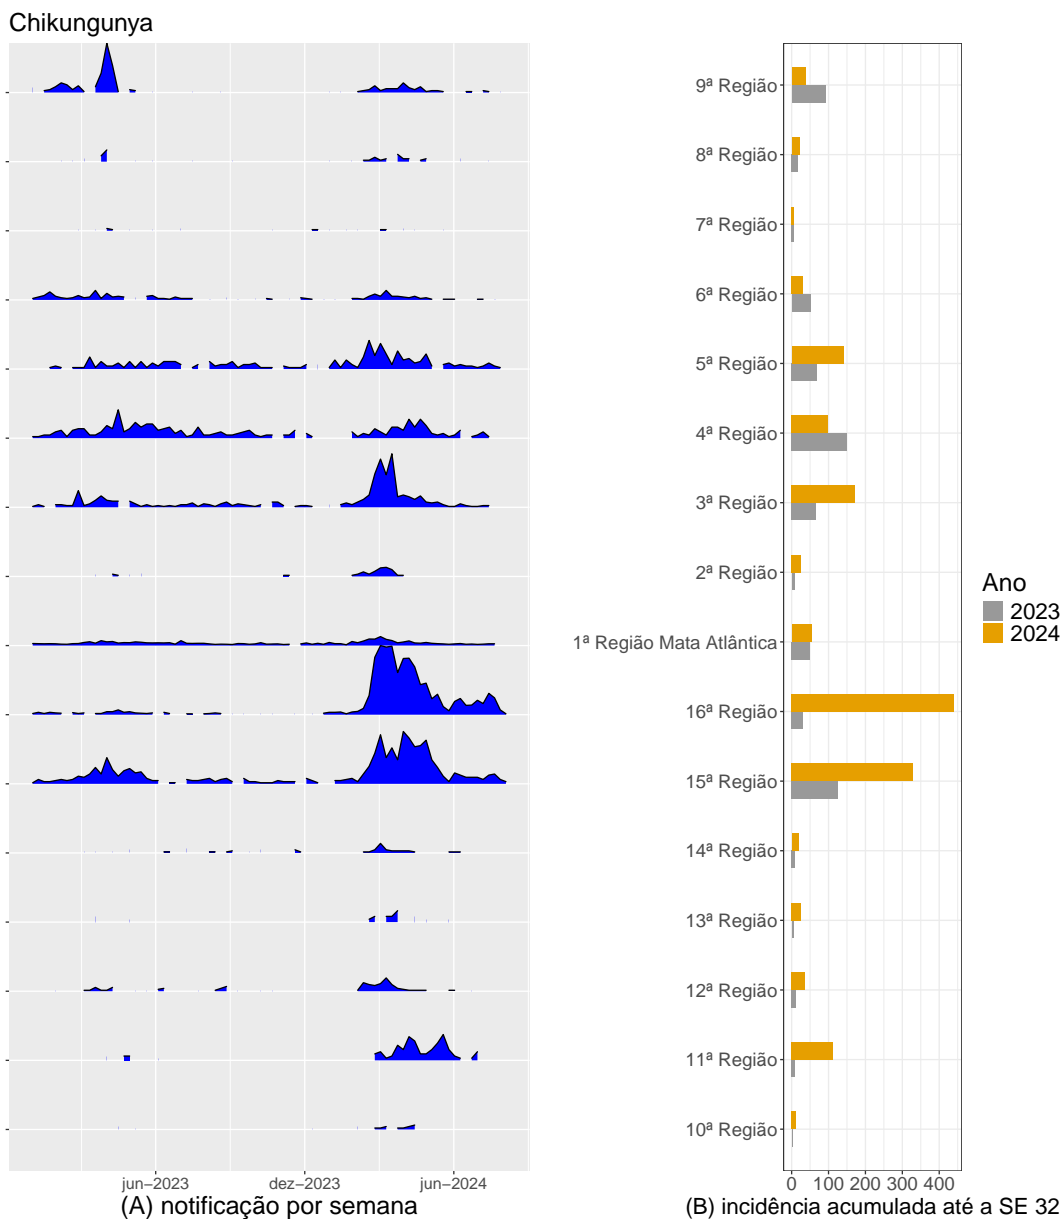 Chikungunya
9ª Região
8ª Região
7ª Região
6ª Região
5ª Região
4ª Região
3ª Região
2ª Região
1ª Região Mata Atlântica
16ª Região
15ª Região
14ª Região
13ª Região
12ª Região
11ª Região
10ª Região
Ano
2023
2024
jun−2023 dez−2023 jun−2024
0 100 200 300 400
(A) notificação por semana
(B) incidência acumulada até a SE 32